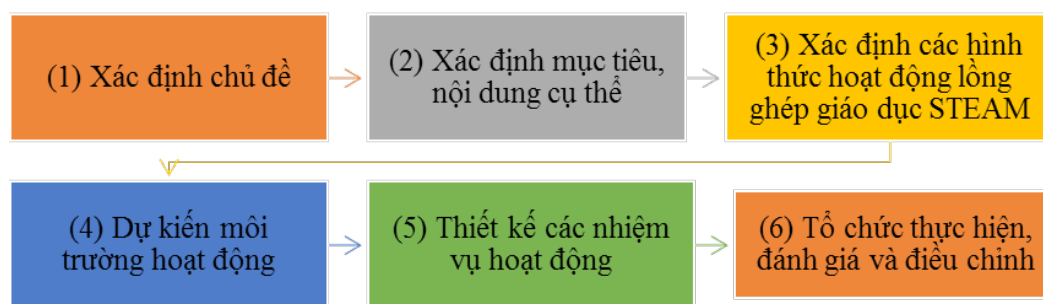 (1) Xác định chủ đề
(2) Xác định mục tiêu,
nội dung cụ thể
(3) Xác định các hình
thức hoạt động lồng
ghép giáo dục STEAM
(4) Dự kiến môi
trường hoạt động
(5) Thiết kế các nhiệm
vụ hoạt động
(6) Tổ chức thực hiện,
đánh giá và điều chỉnh